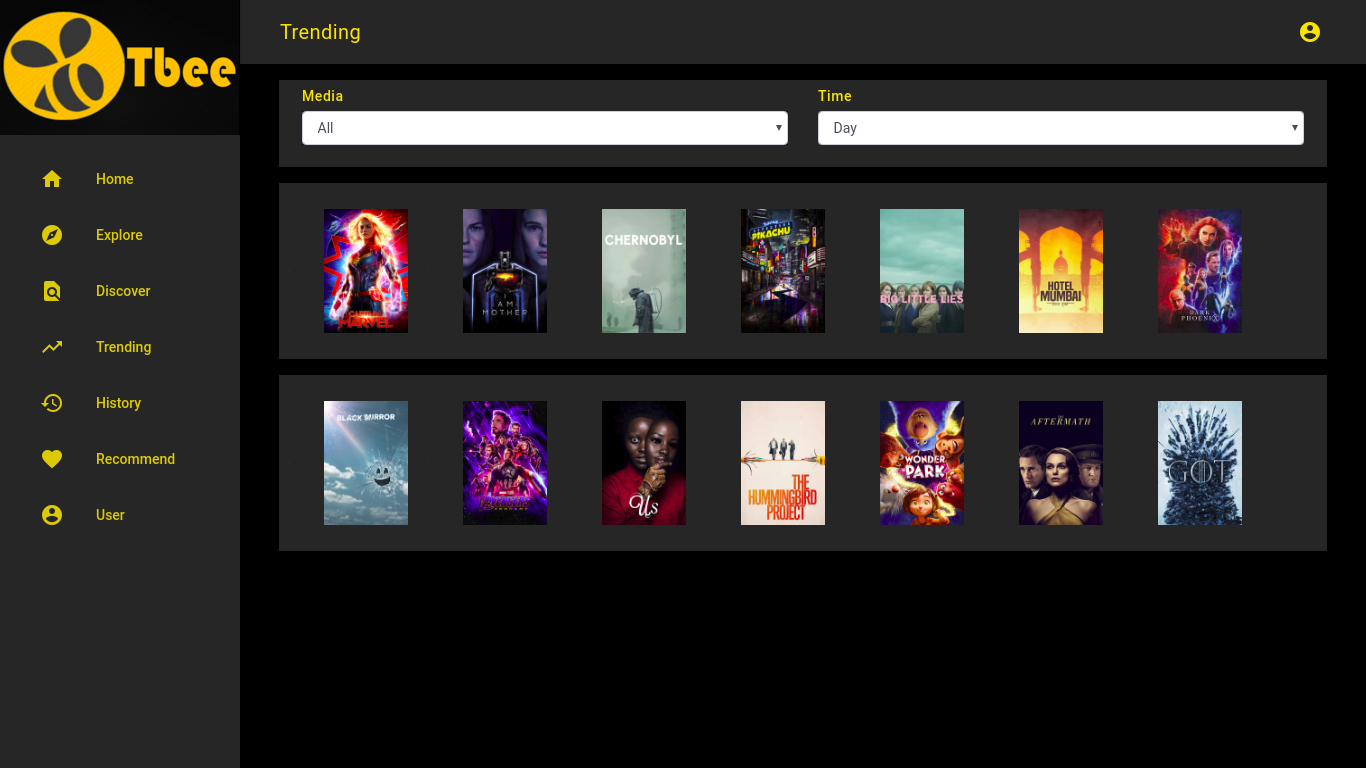 Tbee
Trending
Home
Explore
Discover
Trending
History
Recommend
User
Media
Time
All
Day
MARVEL
I AM
MOTHER
CHERNOBYL
PIKACHU
BIG LITTLE LIES
HOTEL
MUMBAI
DARK
PHOENIX
BLACK MIRROR
Us
THE
HUMMINGBIRD
PROJECT
WONDER
PARK
AFTERMATH
GOT